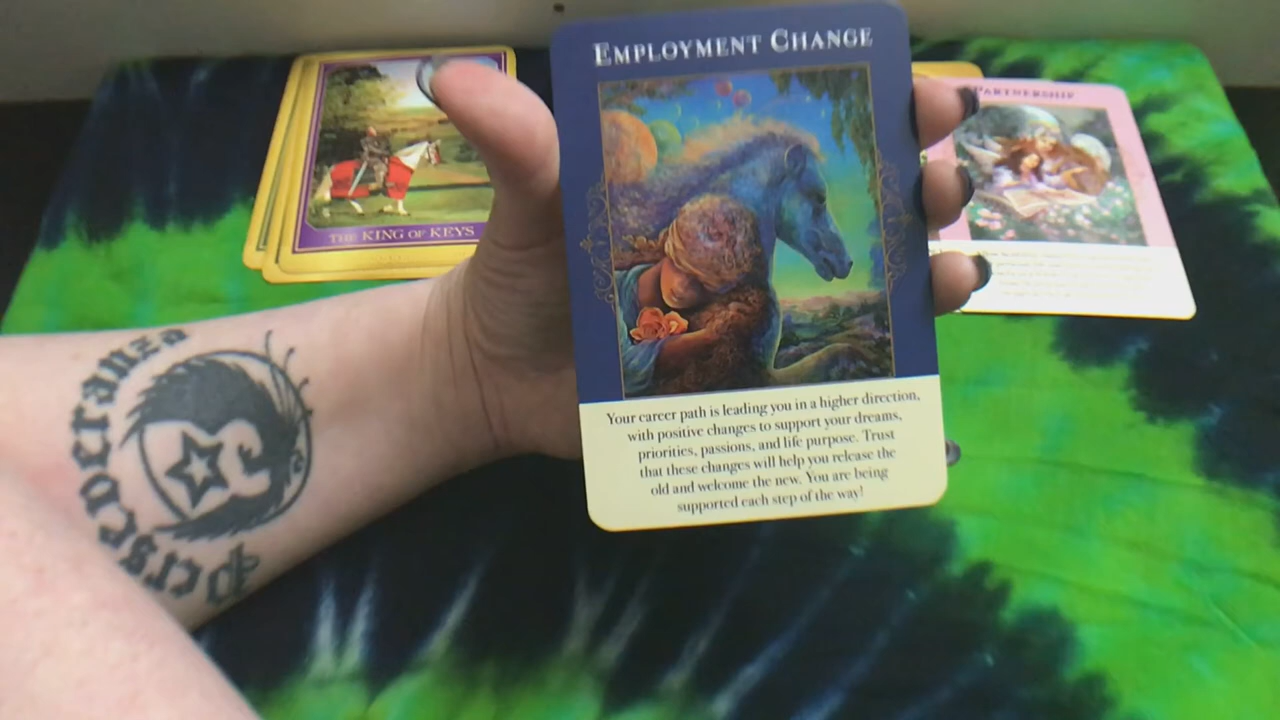 EMPLOYMENT CHANGE
PARTNERSHIP
THE KING OF KEYS
Your career path is leading you in a higher direction,
with positive changes to support your dreams,
priorities, passions, and life purpose. Trust
that these changes will help you release the
old and welcome the new. You are being
supported each step of the way!